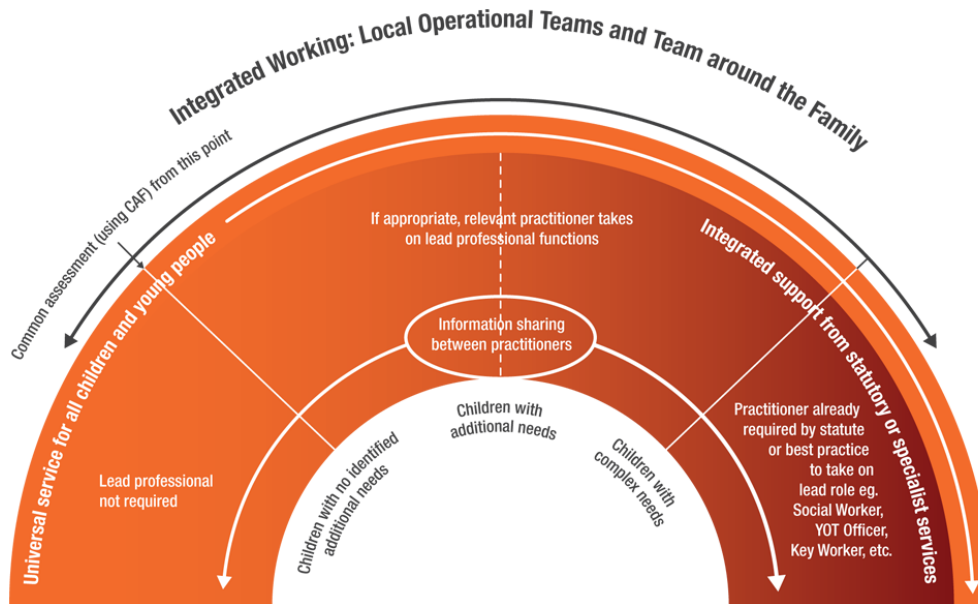 Integrated Working: Local Operational Teams and Team around the Family
Common assessment (using CAF) from this point
Universal service for all children and young people
If appropriate, relevant practitioner takes
on lead professional functions
Integrated support from statutory or specialist services
Information sharing
between practitioners
Lead professional
not required
Children with no identified
additional needs
Children with
additional needs
Children with
complex needs
Practitioner already
required by statute
or best practice
to take on
lead role eg.
Social Worker,
YOT Officer,
Key Worker, etc.